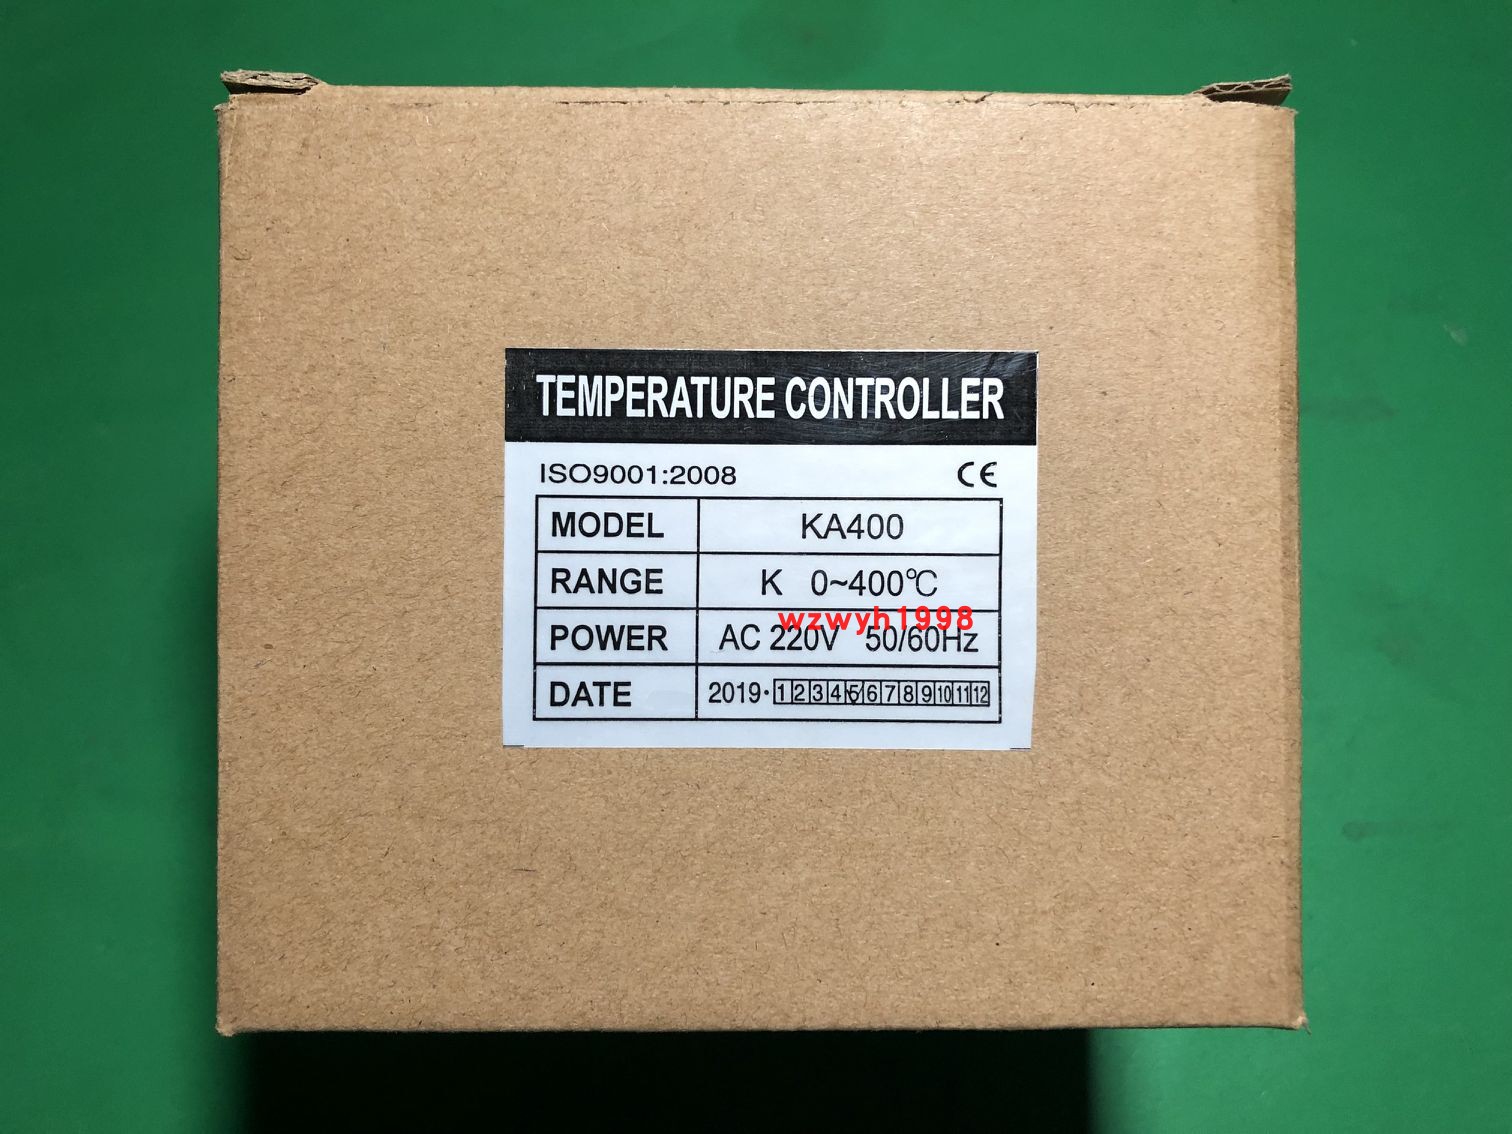 TEMPERATURE CONTROLLER
ISO9001:2008 CE
MODEL KA400
RANGE K 0~400℃
wzwyh1998
POWER AC 220V 50/60Hz
DATE 2019·1 2 3 4 5 6 7 8 9 10 11 12